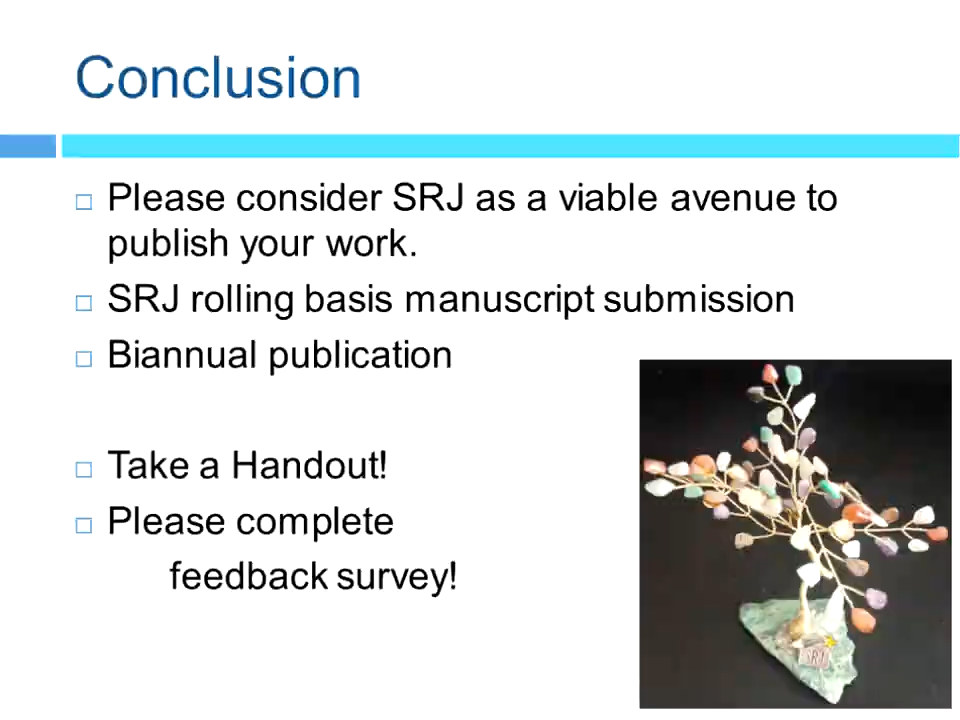 Conclusion
Please consider SRJ as a viable avenue to
publish your work.
SRJ rolling basis manuscript submission
Biannual publication
Take a Handout!
Please complete
feedback survey!
SRJ